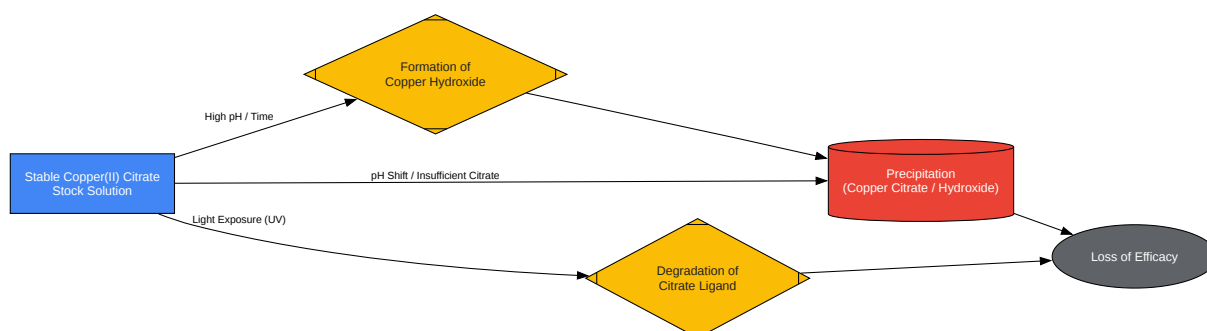 Formation of
Copper Hydroxide
High pH / Time
Stable Copper(II) Citrate
Stock Solution
pH Shift / Insufficient Citrate
Precipitation
(Copper Citrate / Hydroxide)
Light Exposure (UV)
Degradation of
Citrate Ligand
Loss of Efficacy